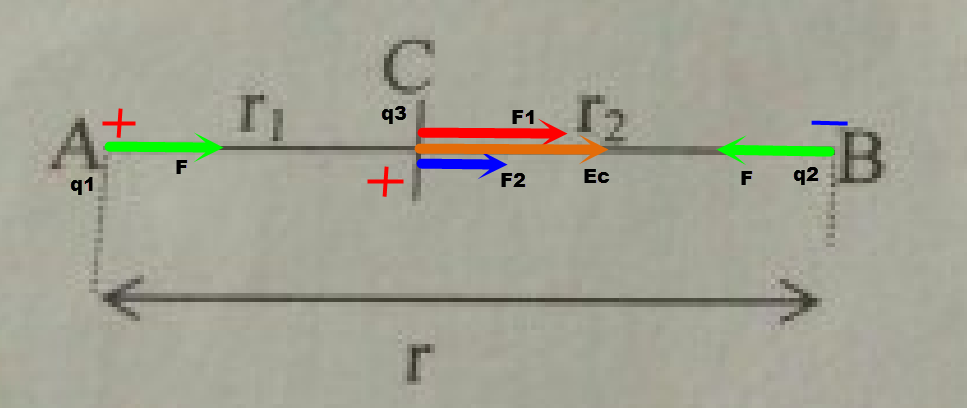 C
A + r₁ q3 F1 r₂ − B
q1 F + F2 Ec F q2
r